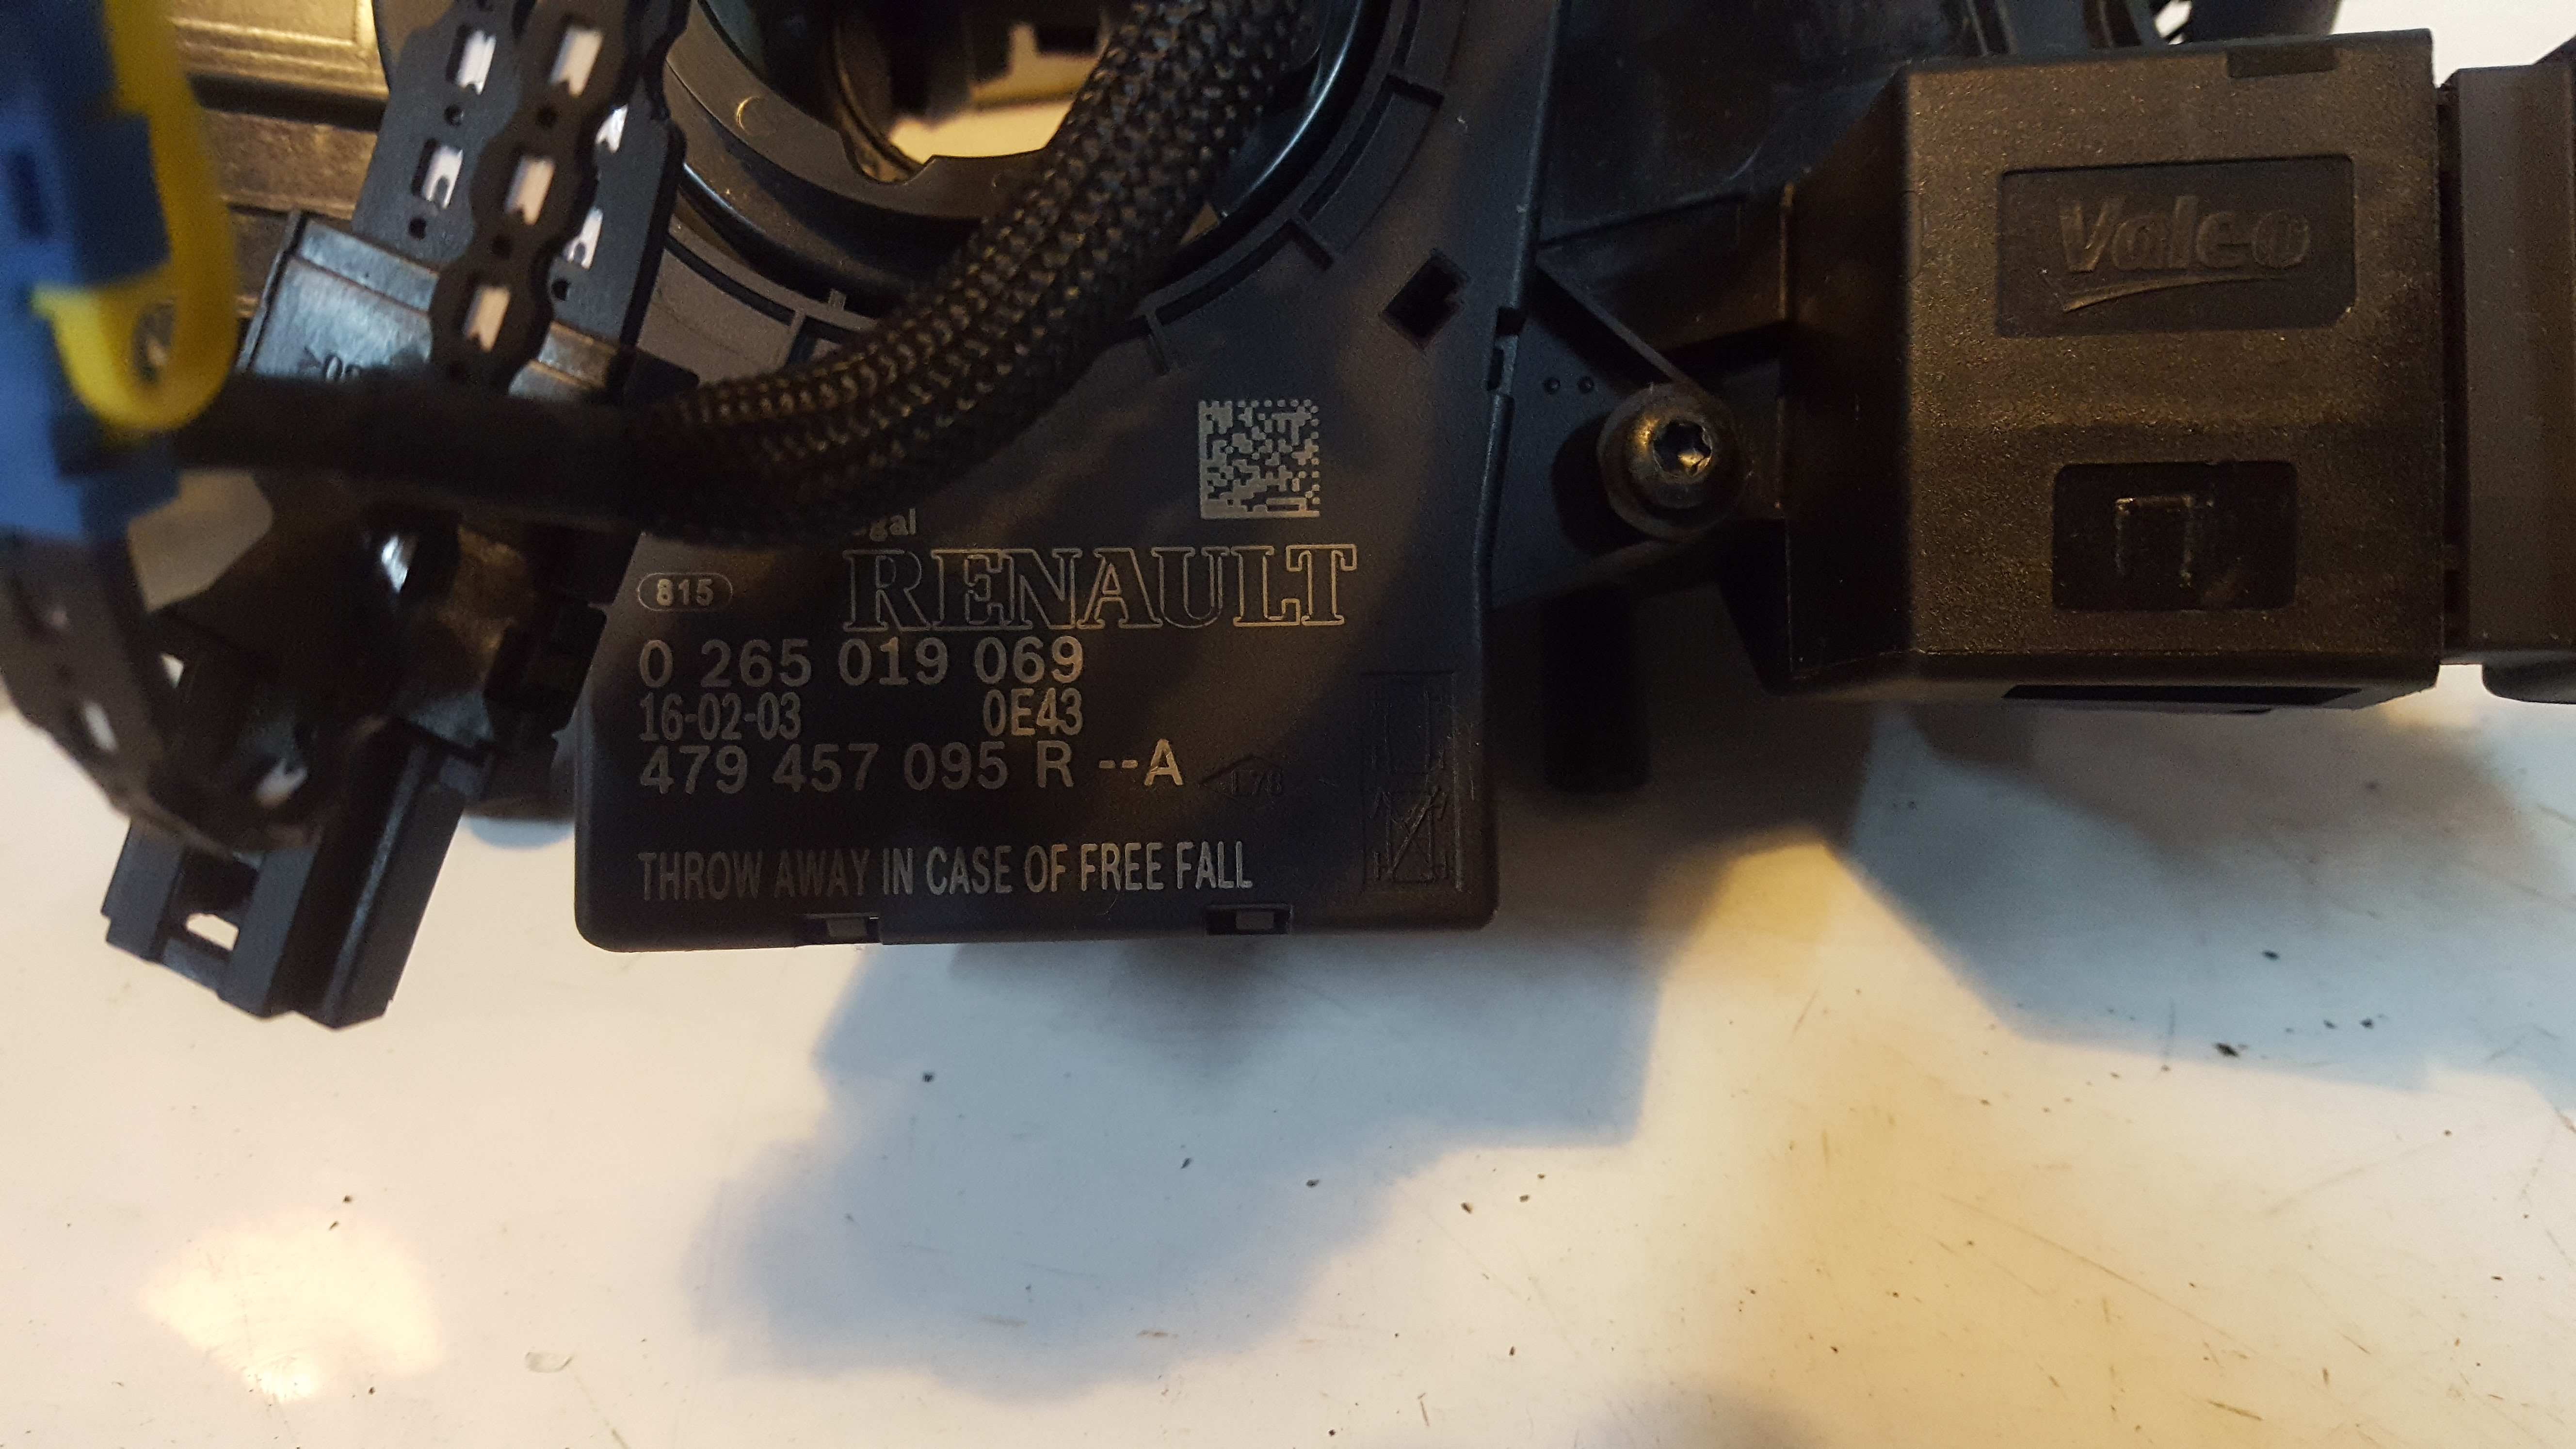 Valeo
RENAULT
815
0 265 019 069
16-02-03 0E43
479 457 095 R --A
THROW AWAY IN CASE OF FREE FALL